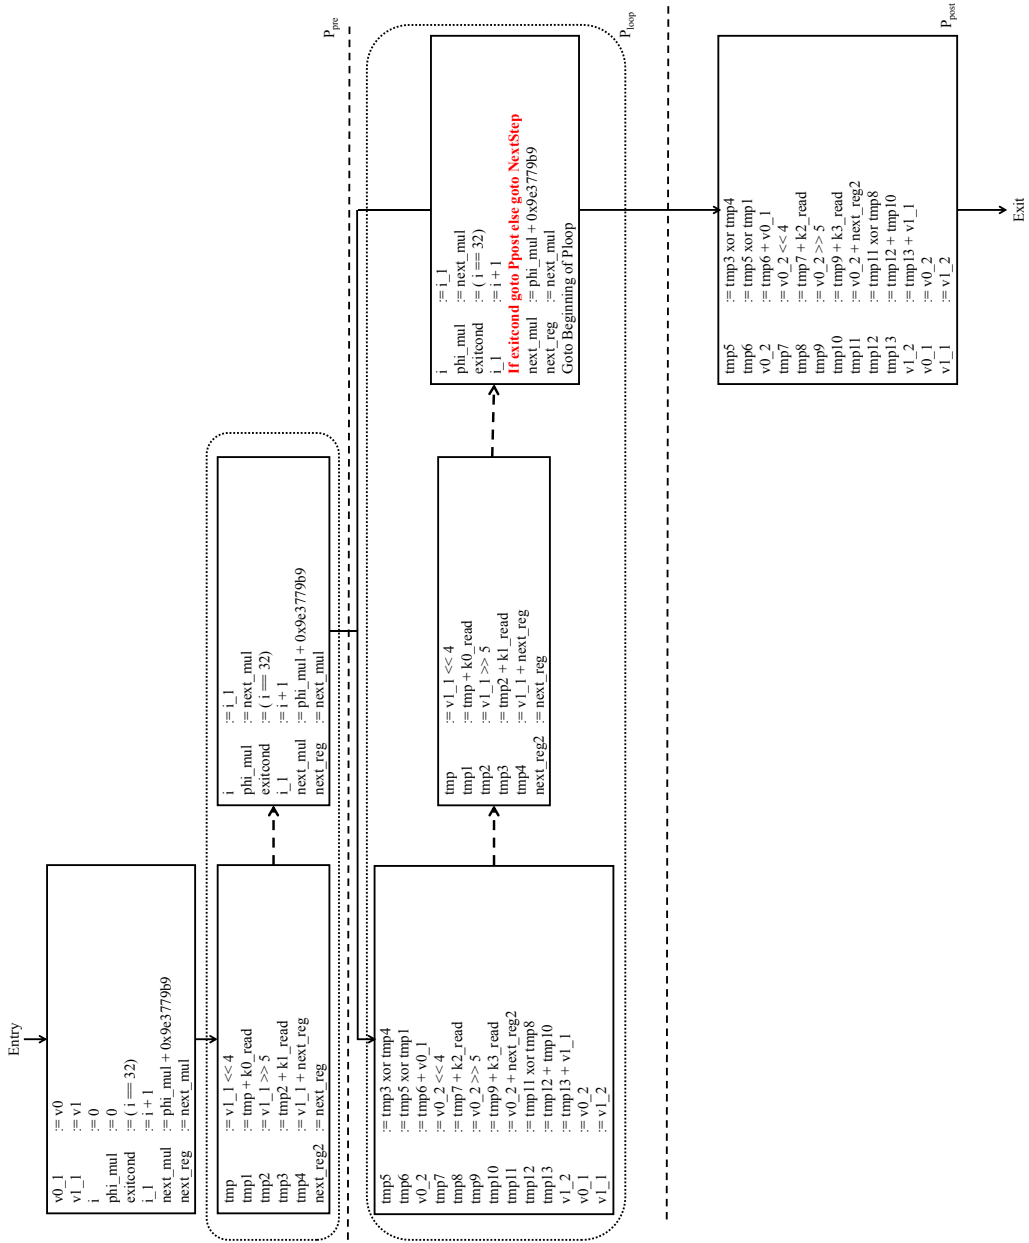 Entry
v0_1 := v0
v1_1 := v1
i := 0
phi_mul := 0
exitcond := ( i == 32)
i_1 := i + 1
next_mul := phi_mul + 0x9e3779b9
next_reg := next_mul
tmp := v1_1 << 4
tmp1 := tmp + k0_read
tmp2 := v1_1 >> 5
tmp3 := tmp2 + k1_read
tmp4 := v1_1 + next_reg
next_reg2 := next_reg
i := i_1
phi_mul := next_mul
exitcond := ( i == 32)
i_1 := i + 1
next_mul := phi_mul + 0x9e3779b9
next_reg := next_mul
Ppre
tmp5 := tmp3 xor tmp4
tmp6 := tmp5 xor tmp1
v0_2 := tmp6 + v0_1
tmp7 := v0_2 << 4
tmp8 := tmp7 + k2_read
tmp9 := v0_2 >> 5
tmp10 := tmp9 + k3_read
tmp11 := v0_2 + next_reg2
tmp12 := tmp11 xor tmp8
tmp13 := tmp12 + tmp10
v1_2 := tmp13 + v1_1
v0_1 := v0_2
v1_1 := v1_2
tmp := v1_1 << 4
tmp1 := tmp + k0_read
tmp2 := v1_1 >> 5
tmp3 := tmp2 + k1_read
tmp4 := v1_1 + next_reg
next_reg2 := next_reg
i := i_1
phi_mul := next_mul
exitcond := ( i == 32)
i_1 := i + 1
If exitcond goto Ppost else goto NextStep
next_mul := phi_mul + 0x9e3779b9
next_reg := next_mul
Goto Beginning of Ploop
Ploop
tmp5 := tmp3 xor tmp4
tmp6 := tmp5 xor tmp1
v0_2 := tmp6 + v0_1
tmp7 := v0_2 << 4
tmp8 := tmp7 + k2_read
tmp9 := v0_2 >> 5
tmp10 := tmp9 + k3_read
tmp11 := v0_2 + next_reg2
tmp12 := tmp11 xor tmp8
tmp13 := tmp12 + tmp10
v1_2 := tmp13 + v1_1
v0_1 := v0_2
v1_1 := v1_2
Ppost
Exit